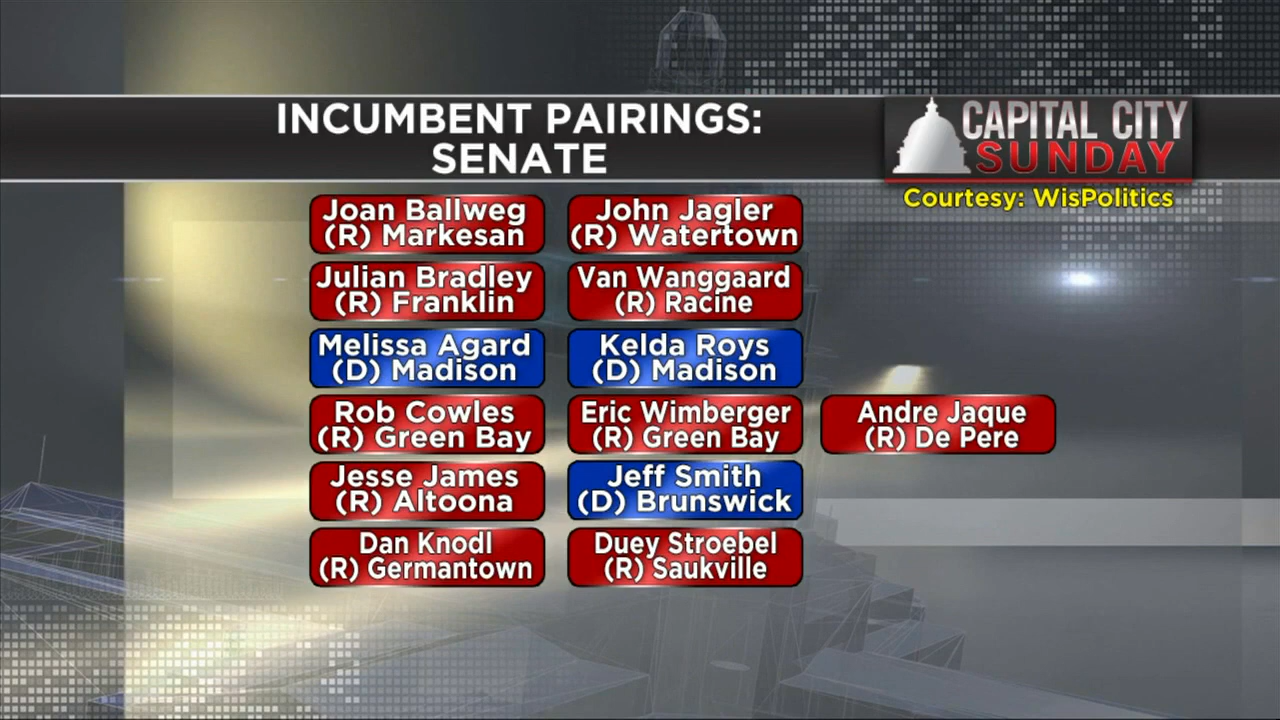 INCUMBENT PAIRINGS:
SENATE
CAPITAL CITY
SUNDAY
Courtesy: WisPolitics
Joan Ballweg
(R) Markesan
John Jagler
(R) Watertown
Julian Bradley
(R) Franklin
Van Wanggaard
(R) Racine
Melissa Agard
(D) Madison
Kelda Roys
(D) Madison
Rob Cowles
(R) Green Bay
Eric Wimberger
(R) Green Bay
Andre Jaque
(R) De Pere
Jesse James
(R) Altoona
Jeff Smith
(D) Brunswick
Dan Knodl
(R) Germantown
Duey Stroebel
(R) Saukville